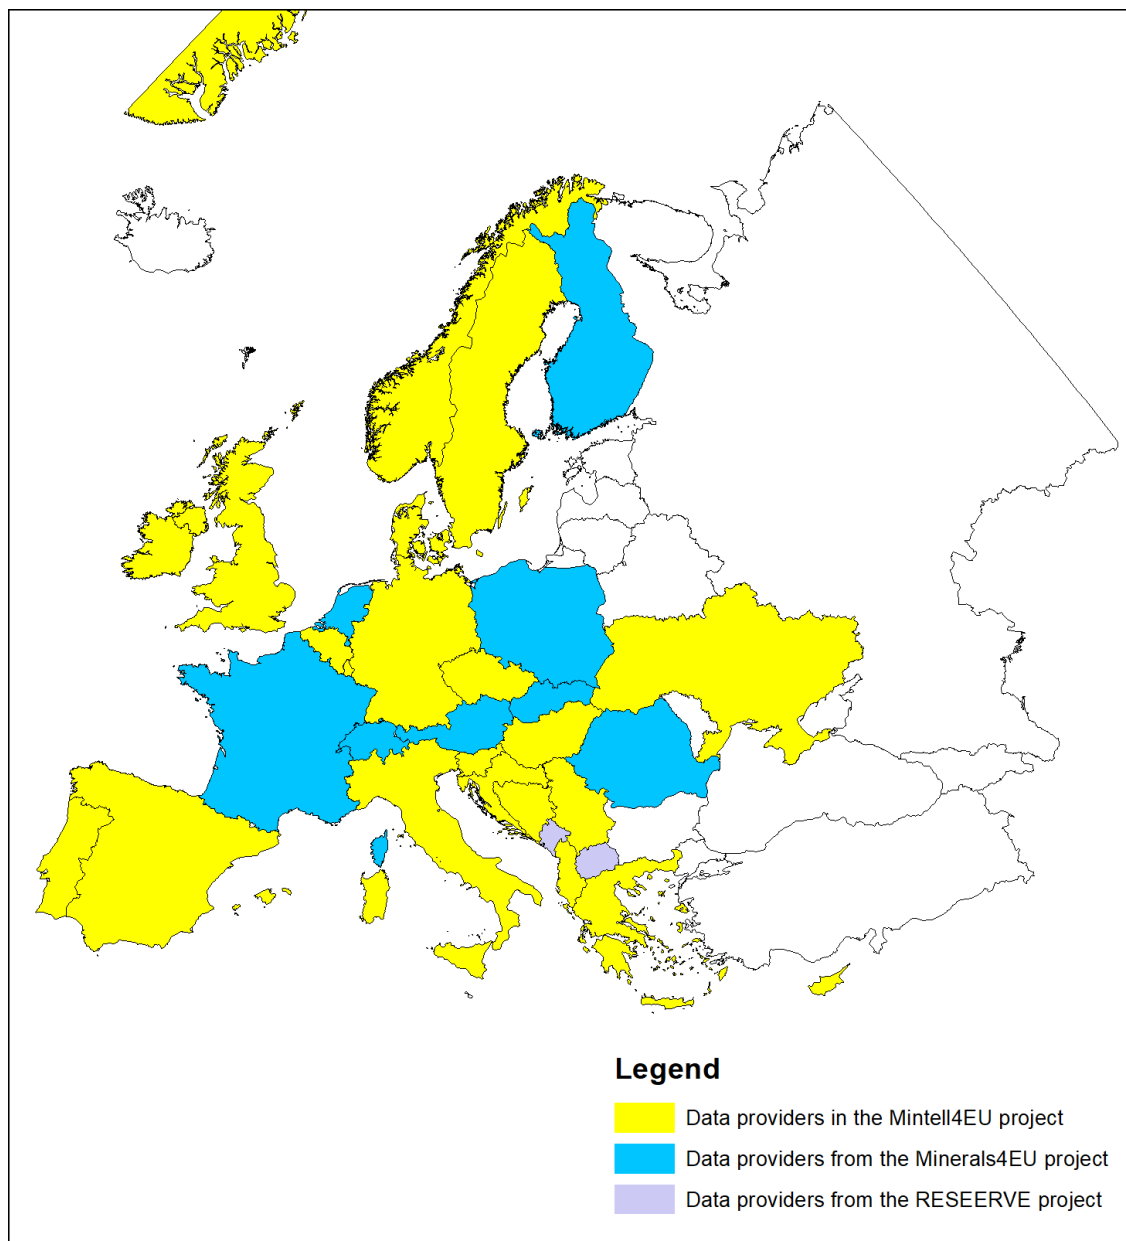 Legend
Data providers in the Mintell4EU project
Data providers from the Minerals4EU project
Data providers from the RESEERVE project